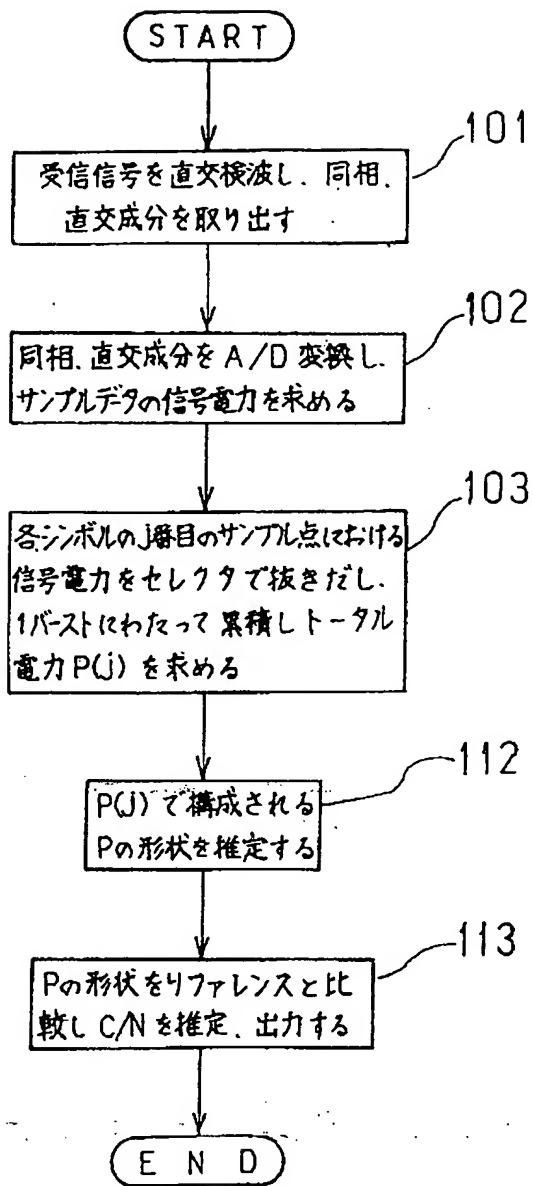 START
101
受信信号を直交検波し、同相、
直交成分を取り出す
102
同相、直交成分をA/D変換し、
サンプルデータの信号電力を求める
103
各シンボルのj番目のサンプル点における
信号電力をセレクタで抜きだし、
1バーストにわたって累積しトータル
電力P(j)を求める
112
P(j)で構成される
Pの形状を推定する
113
Pの形状をリファレンスと比
較しC/Nを推定、出力する
END